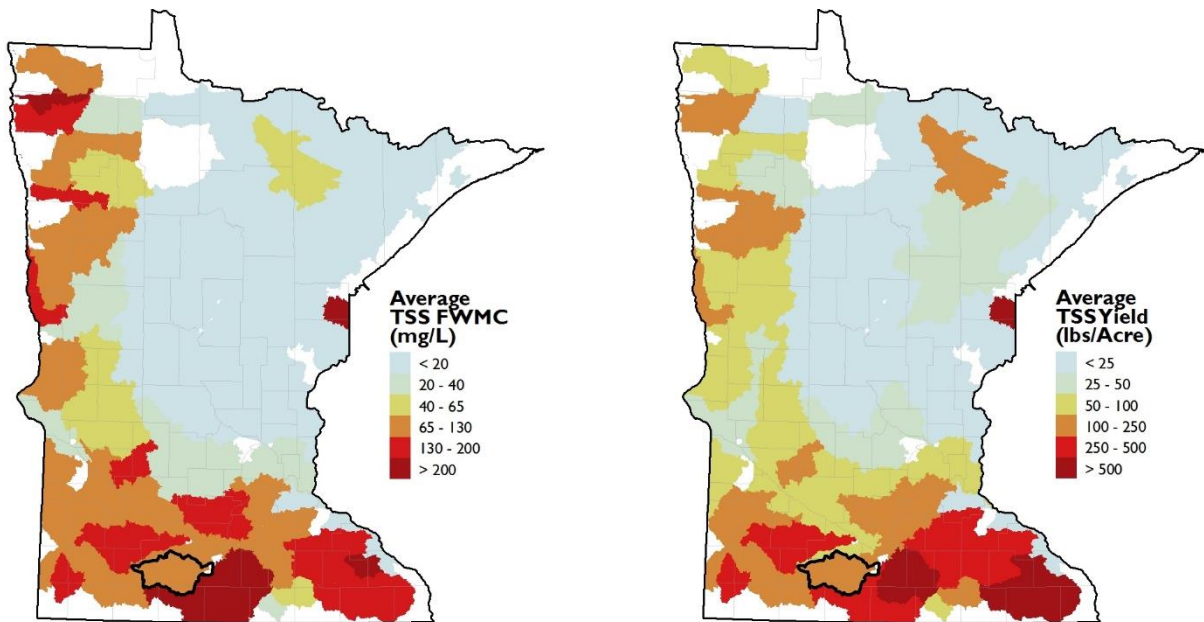 Average
TSS FWMC
(mg/L)
< 20
20 - 40
40 - 65
65 - 130
130 - 200
> 200
Average
TSS Yield
(lbs/Acre)
< 25
25 - 50
50 - 100
100 - 250
250 - 500
> 500